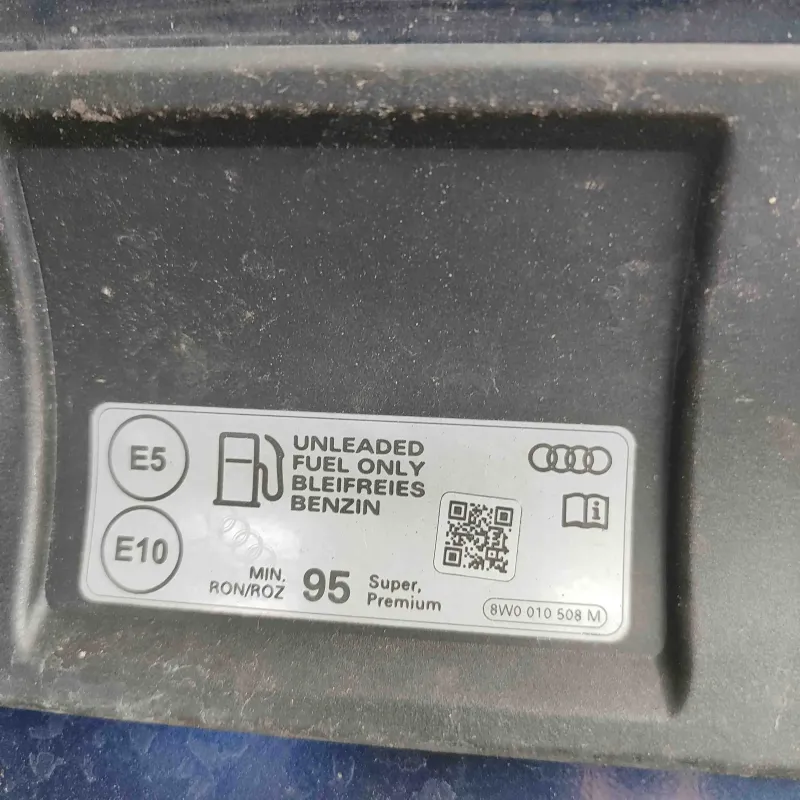 E5
E10
UNLEADED
FUEL ONLY
BLEIFREIES
BENZIN
MIN.
RON/ROZ
95
Super,
Premium
8W0 010 508 M